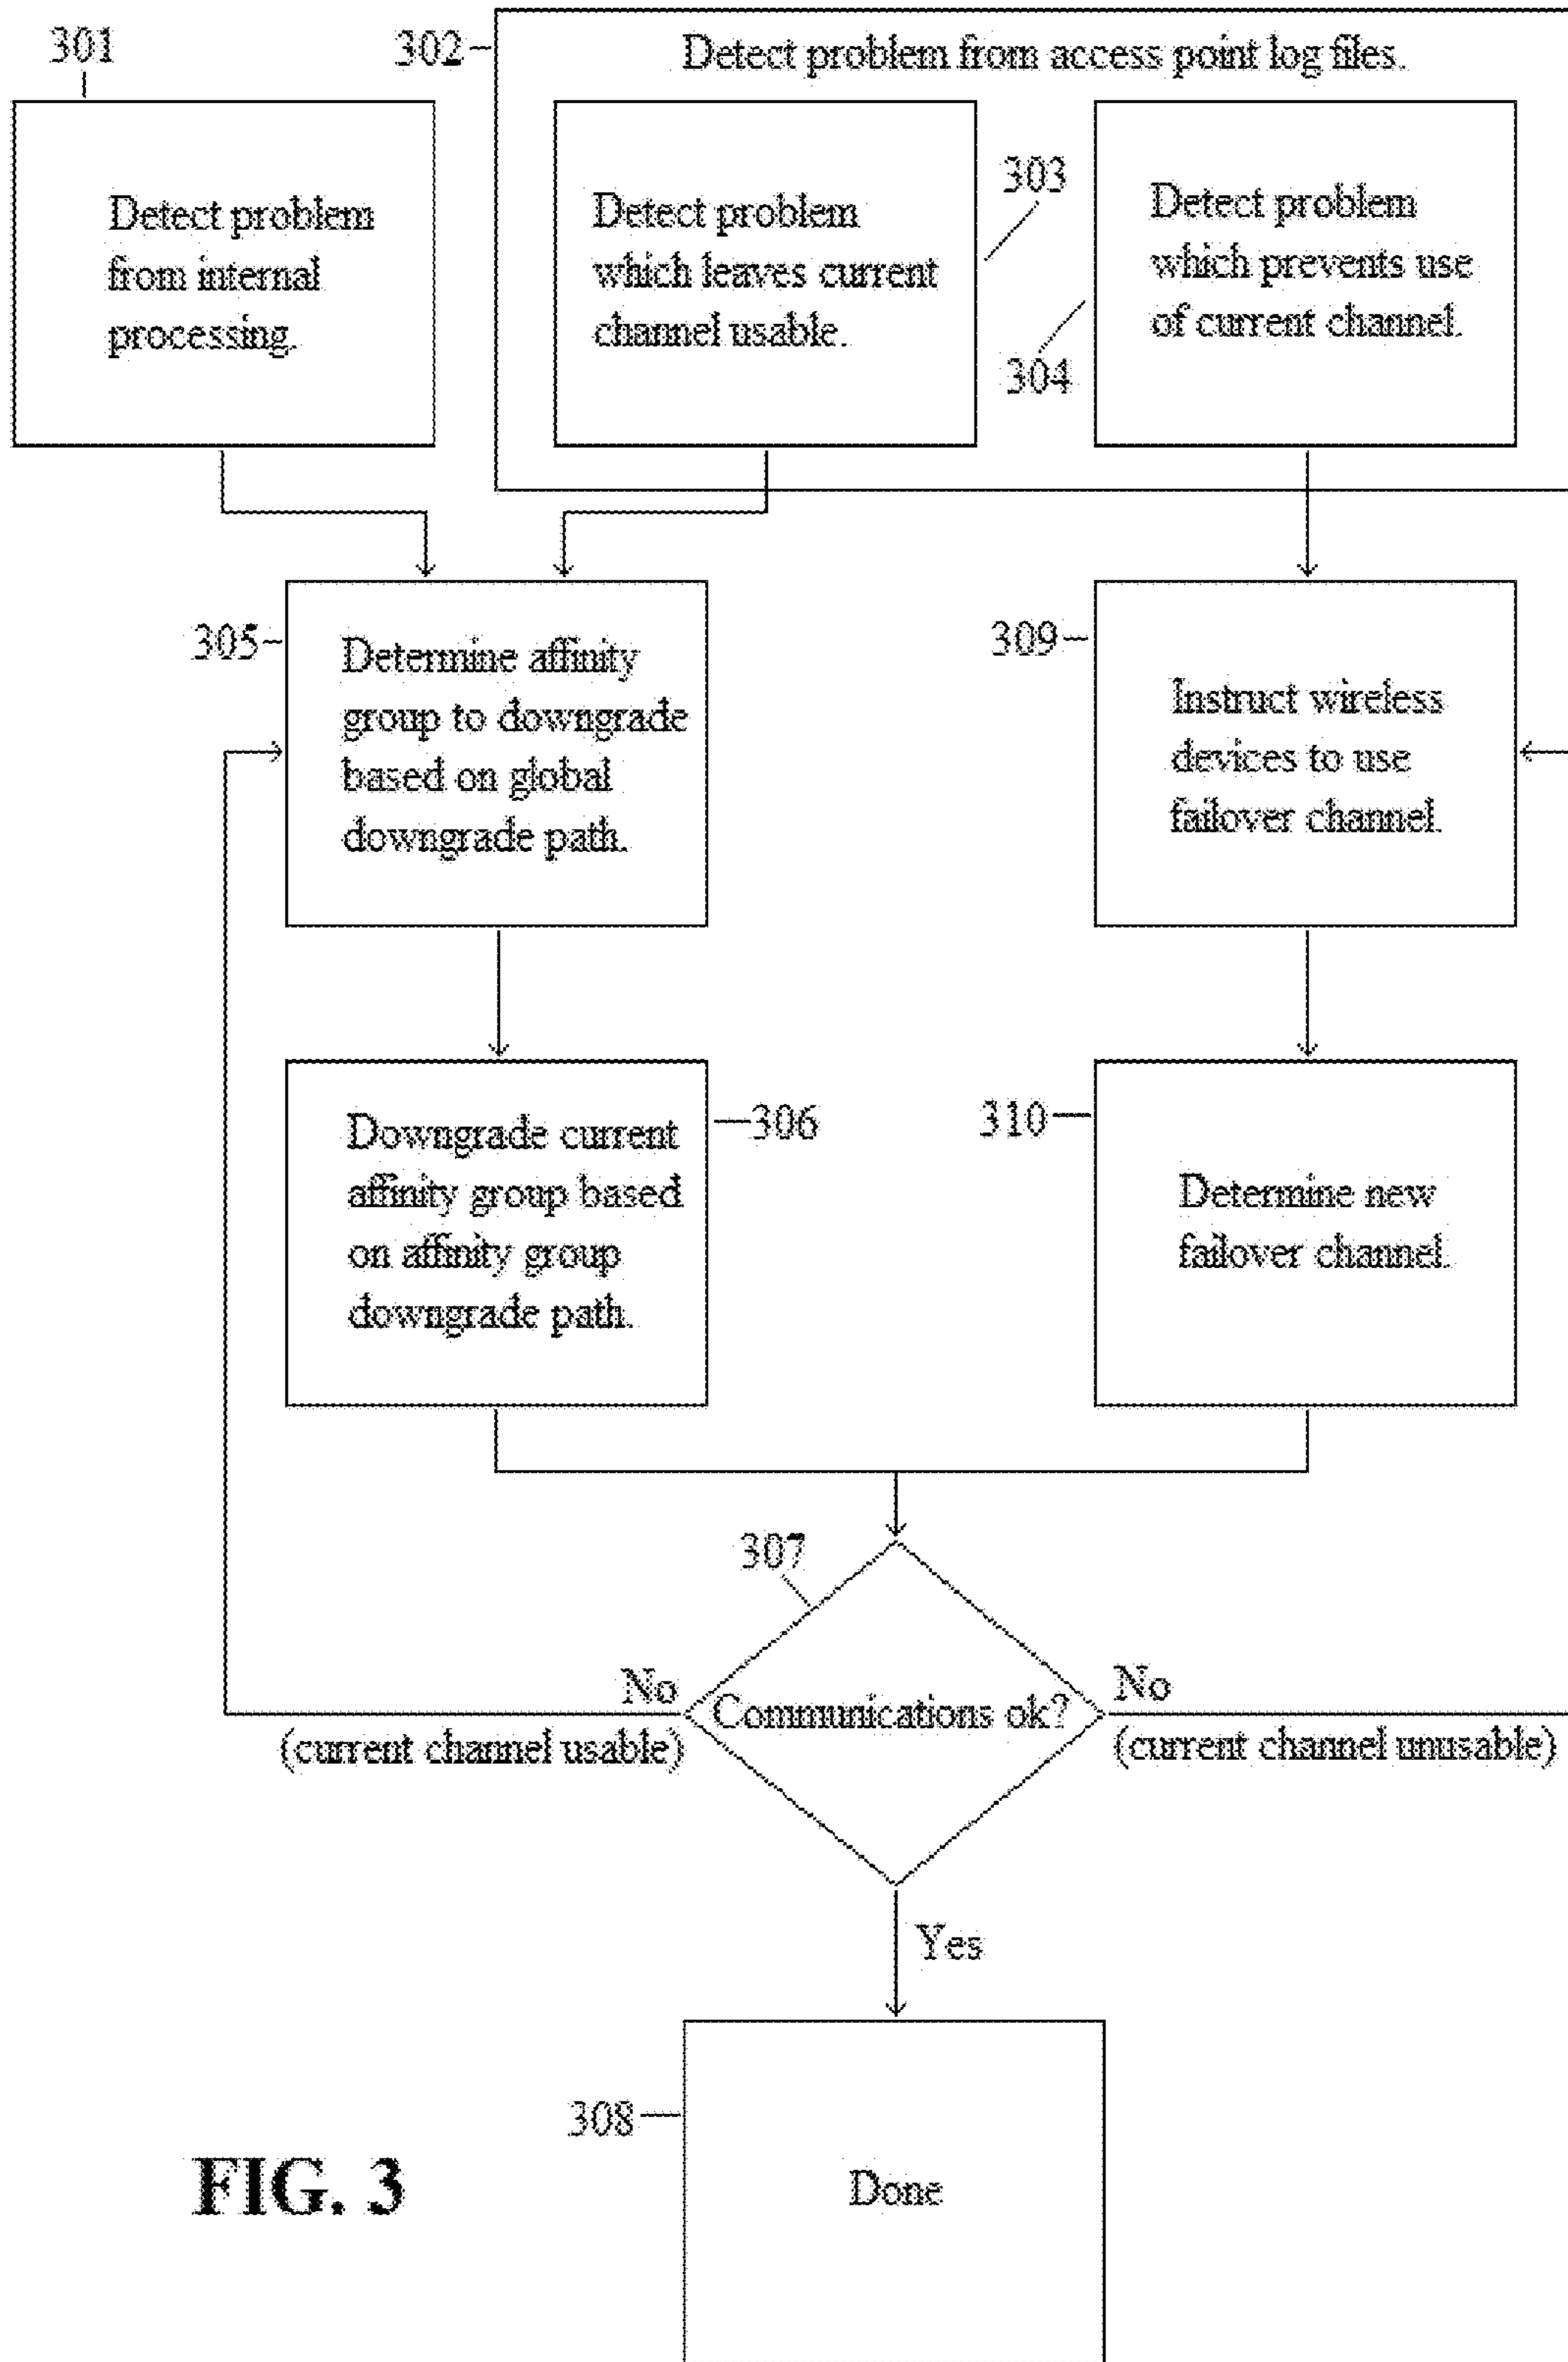 301
302
Detect problem from access point log files.
Detect problem
from internal
processing.
Detect problem
which leaves current
channel usable.
303
304
Detect problem
which prevents use
of current channel.
305
Determine affinity
group to downgrade
based on global
downgrade path.
309
Instruct wireless
devices to use
failover channel.
Downgrade current
affinity group based
on affinity group
downgrade path.
306
310
Determine new
failover channel.
307
Communications ok?
No
(current channel usable)
No
(current channel unusable)
Yes
308
Done
FIG. 3